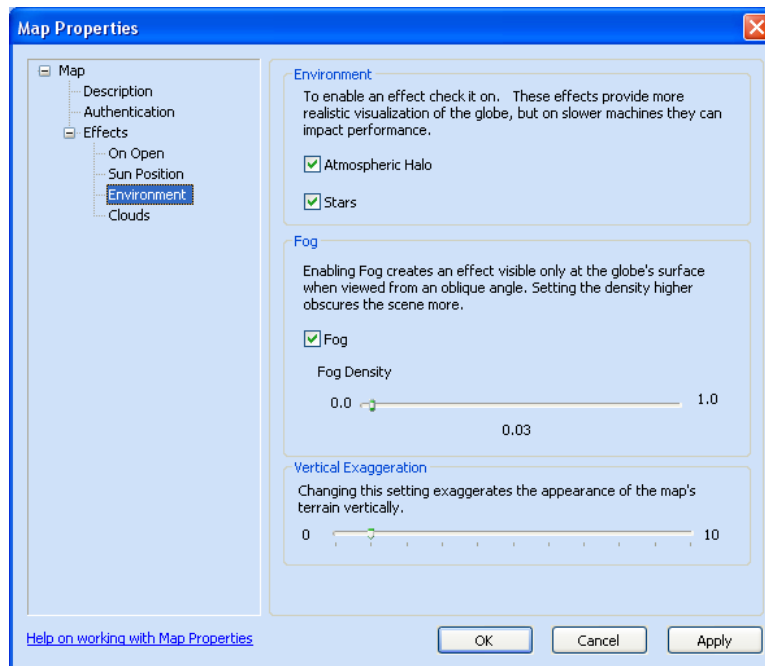 Map Properties
Map
Description
Authentication
Effects
On Open
Sun Position
Environment
Clouds
Environment
To enable an effect check it on. These effects provide more
realistic visualization of the globe, but on slower machines they can
impact performance.
Atmospheric Halo
Stars
Fog
Enabling Fog creates an effect visible only at the globe's surface
when viewed from an oblique angle. Setting the density higher
obscures the scene more.
Fog
Fog Density
0.0 1.0
0.03
Vertical Exaggeration
Changing this setting exaggerates the appearance of the map's
terrain vertically.
0 10
Help on working with Map Properties
OK Cancel Apply